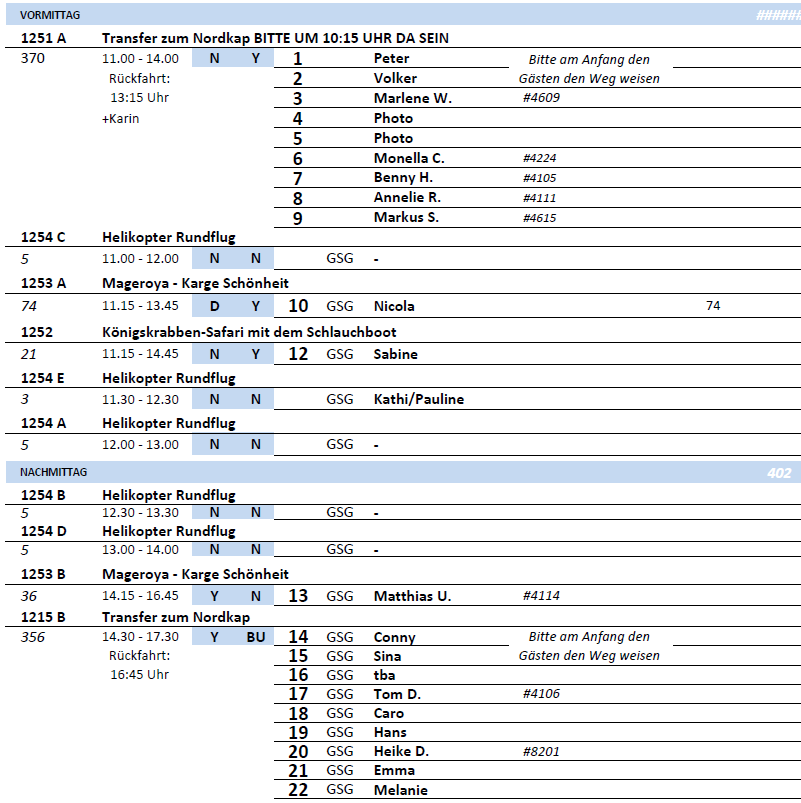 VORMITTAG ######
1251 A Transfer zum Nordkap BITTE UM 10:15 UHR DA SEIN
370 11.00 - 14.00 N Y 1 Peter Bitte am Anfang den
Rückfahrt: 2 Volker Gästen den Weg weisen
13:15 Uhr 3 Marlene W. #4609
+Karin 4 Photo
5 Photo
6 Monella C. #4224
7 Benny H. #4105
8 Annelie R. #4111
9 Markus S. #4615
1254 C Helikopter Rundflug
5 11.00 - 12.00 N N GSG -
1253 A Mageroya - Karge Schönheit
74 11.15 - 13.45 D Y 10 GSG Nicola 74
1252 Königskrabben-Safari mit dem Schlauchboot
21 11.15 - 14.45 N Y 12 GSG Sabine
1254 E Helikopter Rundflug
3 11.30 - 12.30 N N GSG Kathi/Pauline
1254 A Helikopter Rundflug
5 12.00 - 13.00 N N GSG -
NACHMITTAG 402
1254 B Helikopter Rundflug
5 12.30 - 13.30 N N GSG -
1254 D Helikopter Rundflug
5 13.00 - 14.00 N N GSG -
1253 B Mageroya - Karge Schönheit
36 14.15 - 16.45 Y N 13 GSG Matthias U. #4114
1215 B Transfer zum Nordkap
356 14.30 - 17.30 Y BU 14 GSG Conny Bitte am Anfang den
Rückfahrt: 15 GSG Sina Gästen den Weg weisen
16:45 Uhr 16 GSG tba
17 GSG Tom D. #4106
18 GSG Caro
19 GSG Hans
20 GSG Heike D. #8201
21 GSG Emma
22 GSG Melanie